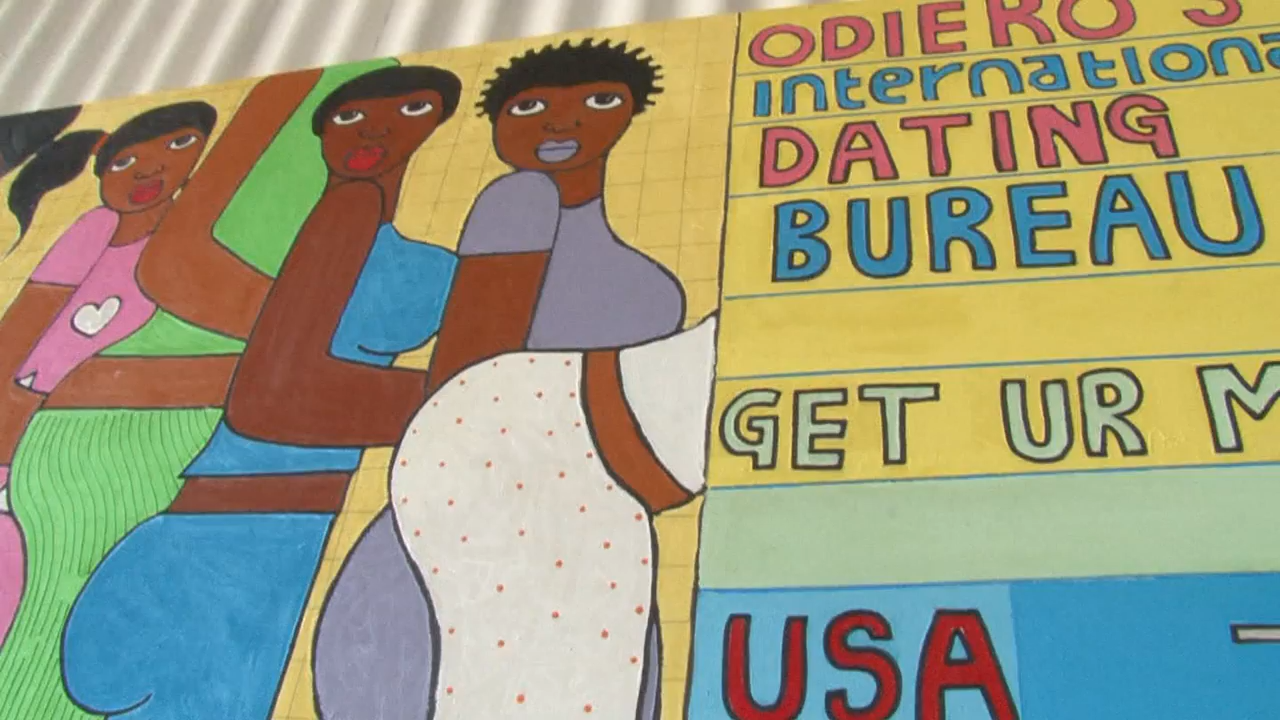 ODIERO'S
International
DATING
BUREAU
GET UR
USA